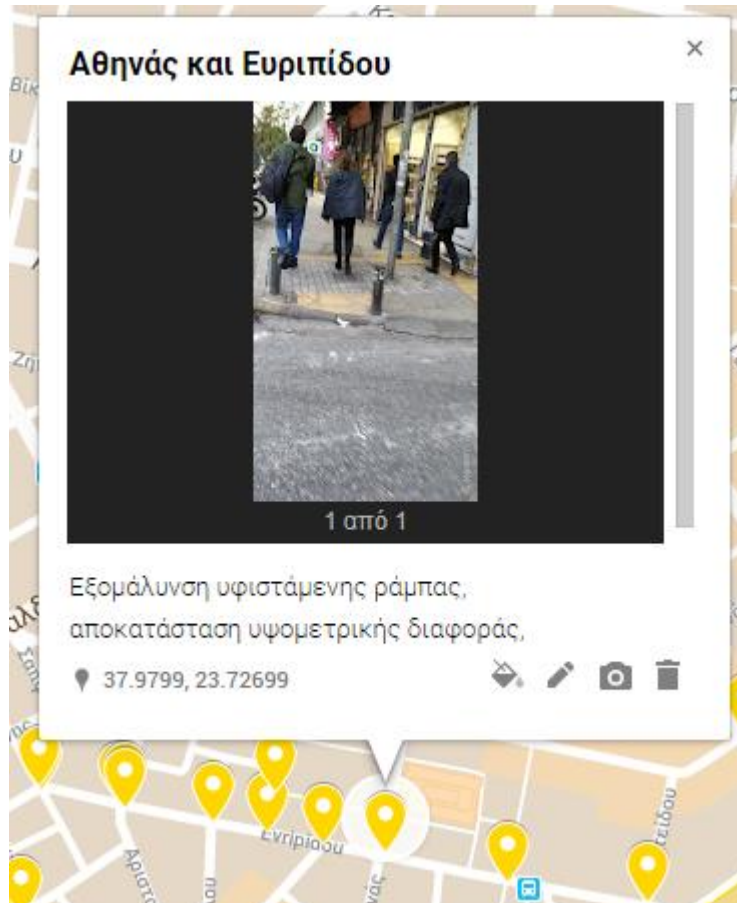 Αθηνάς και Ευριπίδου
1 από 1
Εξομάλυνση υφιστάμενης ράμπας,
αποκατάσταση υψομετρικής διαφοράς,
37.9799, 23.72699
Ευριπίδου